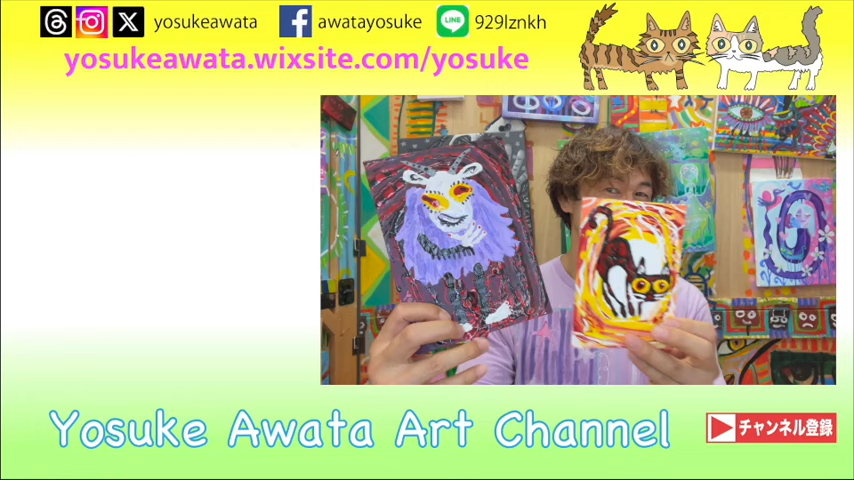 yosukeawata awatayosuke 929lznkh
yosukeawata.wixsite.com/yosuke
Yosuke Awata Art Channel
チャンネル登録